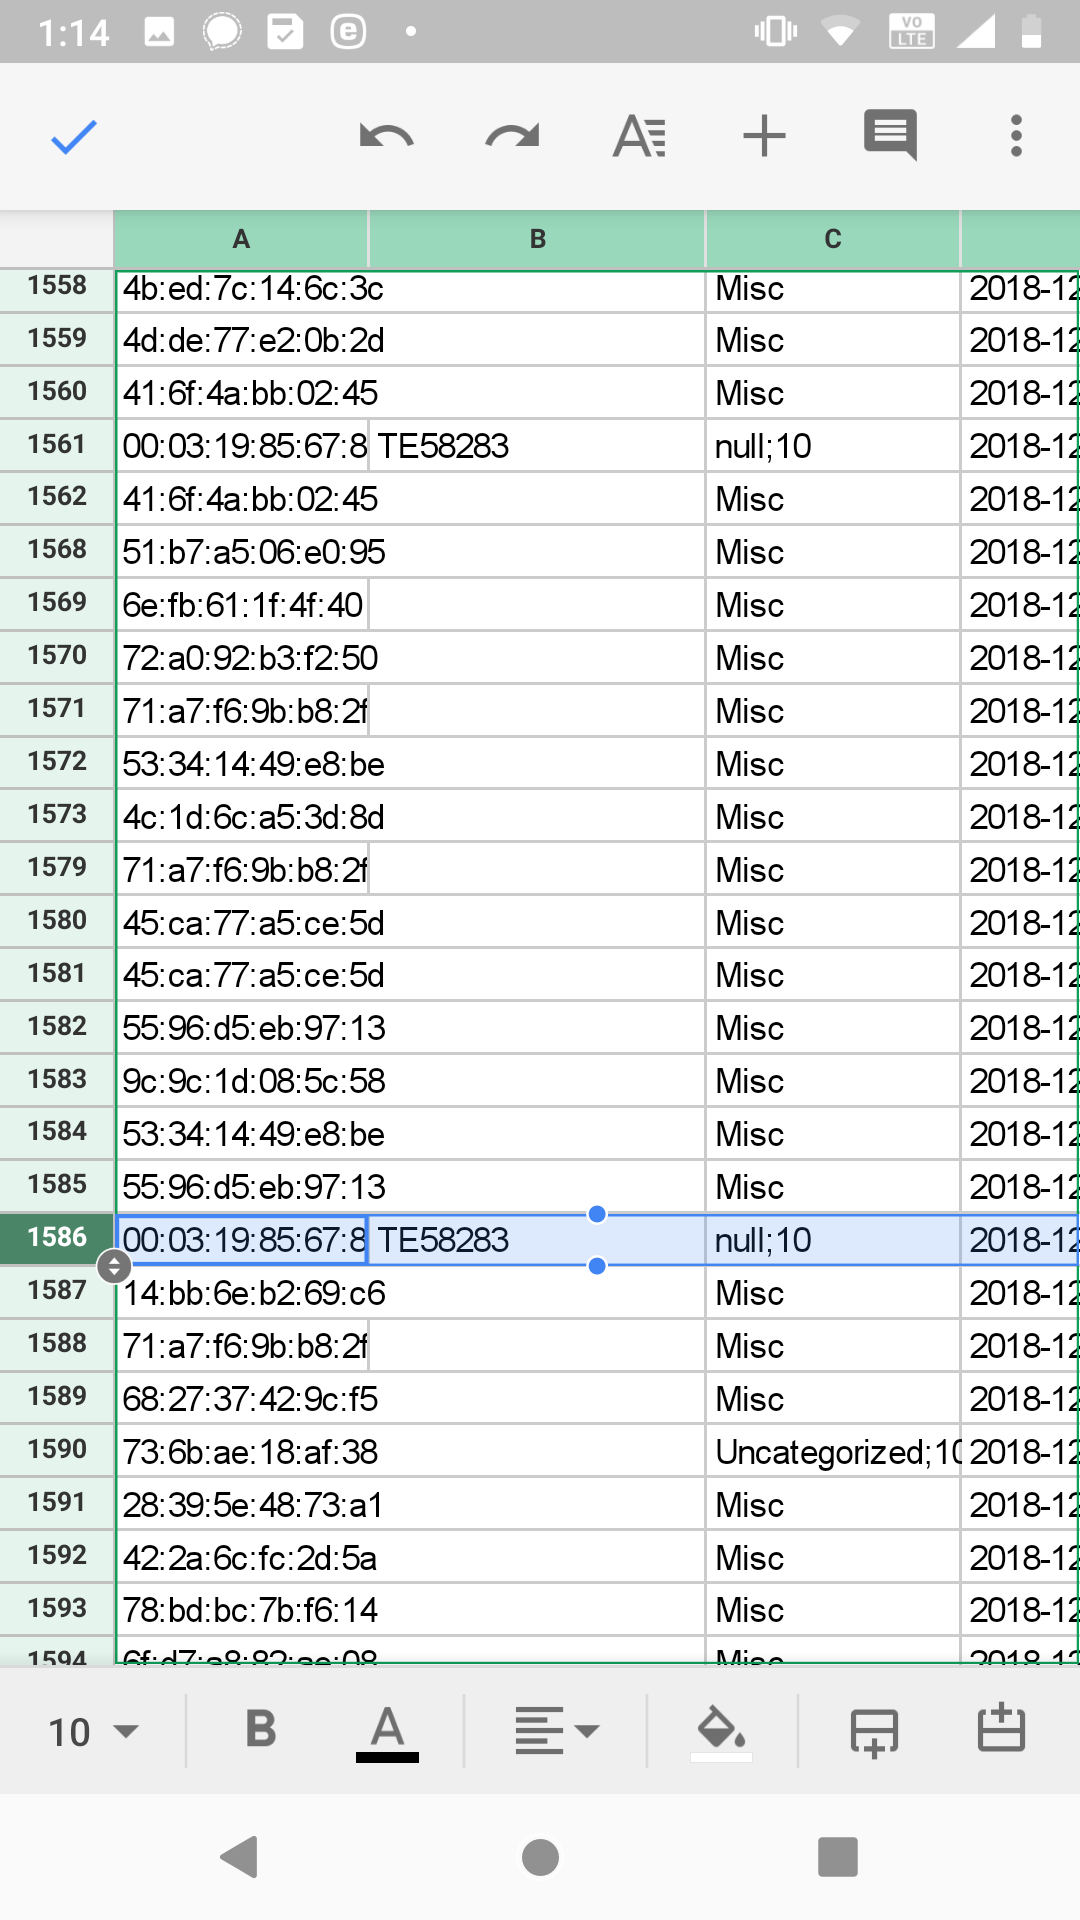 1:14 VO LTE
A B C
1558 4b:ed:7c:14:6c:3c Misc 2018-12
1559 4d:de:77:e2:0b:2d Misc 2018-12
1560 41:6f:4a:bb:02:45 Misc 2018-12
1561 00:03:19:85:67:8 TE58283 null;10 2018-12
1562 41:6f:4a:bb:02:45 Misc 2018-12
1568 51:b7:a5:06:e0:95 Misc 2018-12
1569 6e:fb:61:1f:4f:40 Misc 2018-12
1570 72:a0:92:b3:f2:50 Misc 2018-12
1571 71:a7:f6:9b:b8:2f Misc 2018-12
1572 53:34:14:49:e8:be Misc 2018-12
1573 4c:1d:6c:a5:3d:8d Misc 2018-12
1579 71:a7:f6:9b:b8:2f Misc 2018-12
1580 45:ca:77:a5:ce:5d Misc 2018-12
1581 45:ca:77:a5:ce:5d Misc 2018-12
1582 55:96:d5:eb:97:13 Misc 2018-12
1583 9c:9c:1d:08:5c:58 Misc 2018-12
1584 53:34:14:49:e8:be Misc 2018-12
1585 55:96:d5:eb:97:13 Misc 2018-12
1586 00:03:19:85:67:8 TE58283 null;10 2018-12
1587 14:bb:6e:b2:69:c6 Misc 2018-12
1588 71:a7:f6:9b:b8:2f Misc 2018-12
1589 68:27:37:42:9c:f5 Misc 2018-12
1590 73:6b:ae:18:af:38 Uncategorized;10 2018-12
1591 28:39:5e:48:73:a1 Misc 2018-12
1592 42:2a:6c:fc:2d:5a Misc 2018-12
1593 78:bd:bc:7b:f6:14 Misc 2018-12
1594 6f:d7:a8:82:ae:08 Misc 2018-12
10 B A